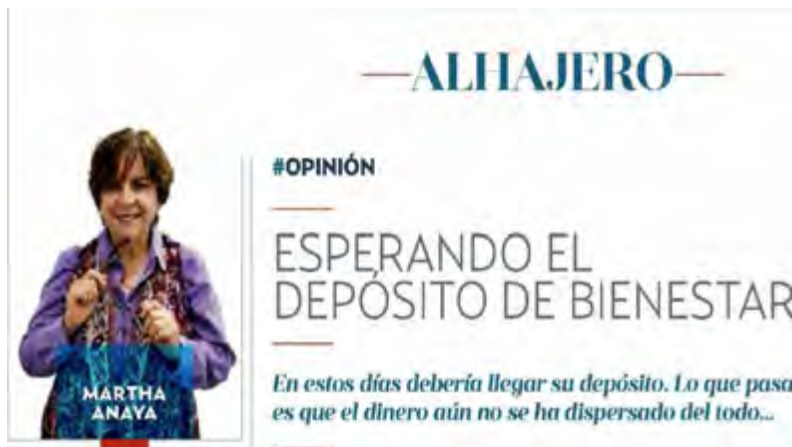 —ALHAJERO—
#OPINIÓN
ESPERANDO EL
DEPÓSITO DE BIENESTAR
En estos días debería llegar su depósito. Lo que pasa
es que el dinero aún no se ha dispersado del todo...
MARTHA
ANAYA